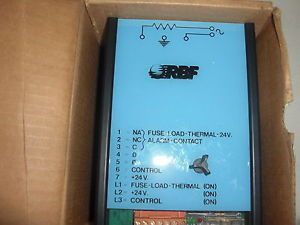 RBF
1 NA) FUSE-LOAD-THERMAL-24V.
2 NC) ALARM-CONTACT
3 C)
4 0
5 0
6 CONTROL
7 +24V.
L1 FUSE-LOAD-THERMAL (ON)
L2 +24V. (ON)
L3 CONTROL (ON)